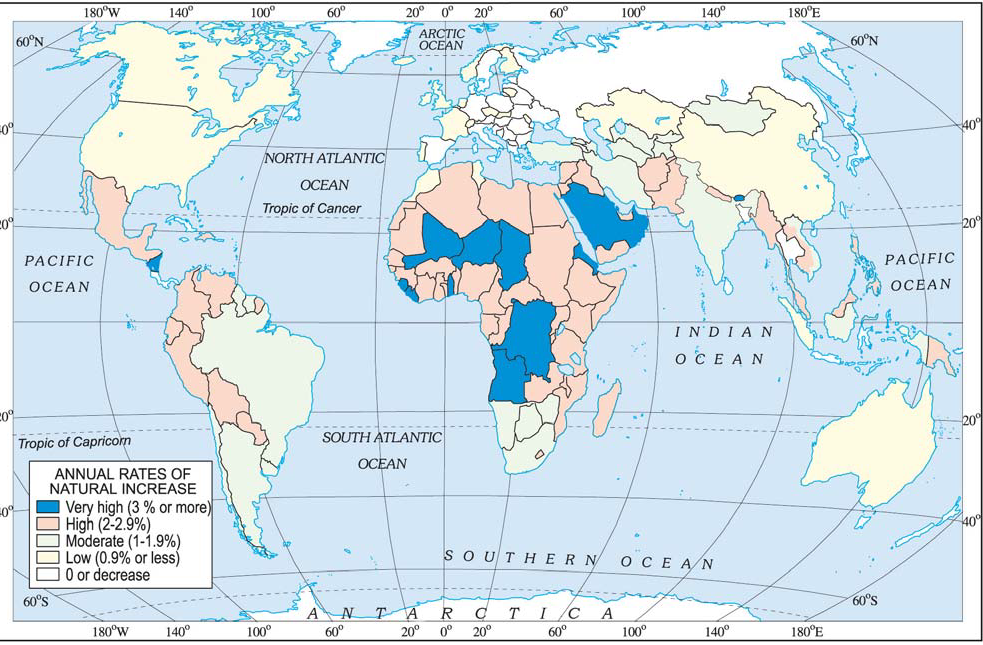 180°W 140° 100° 60° 20° 0° 20° 60° 100° 140° 180°E
ARCTIC
OCEAN
60°N 60°N
40° 40°
NORTH ATLANTIC
OCEAN
Tropic of Cancer
20° 20°
PACIFIC
OCEAN
PACIFIC
OCEAN
0°
INDIAN
OCEAN
20° 20°
Tropic of Capricorn
SOUTH ATLANTIC
OCEAN
ANNUAL RATES OF
NATURAL INCREASE
Very high (3 % or more)
High (2-2.9%)
Moderate (1-1.9%)
Low (0.9% or less)
0 or decrease
40° 40°
SOUTHERN OCEAN
60°S 60°S
ANTARCTICA
180°W 140° 100° 60° 20° 0° 20° 60° 100° 140° 180°E